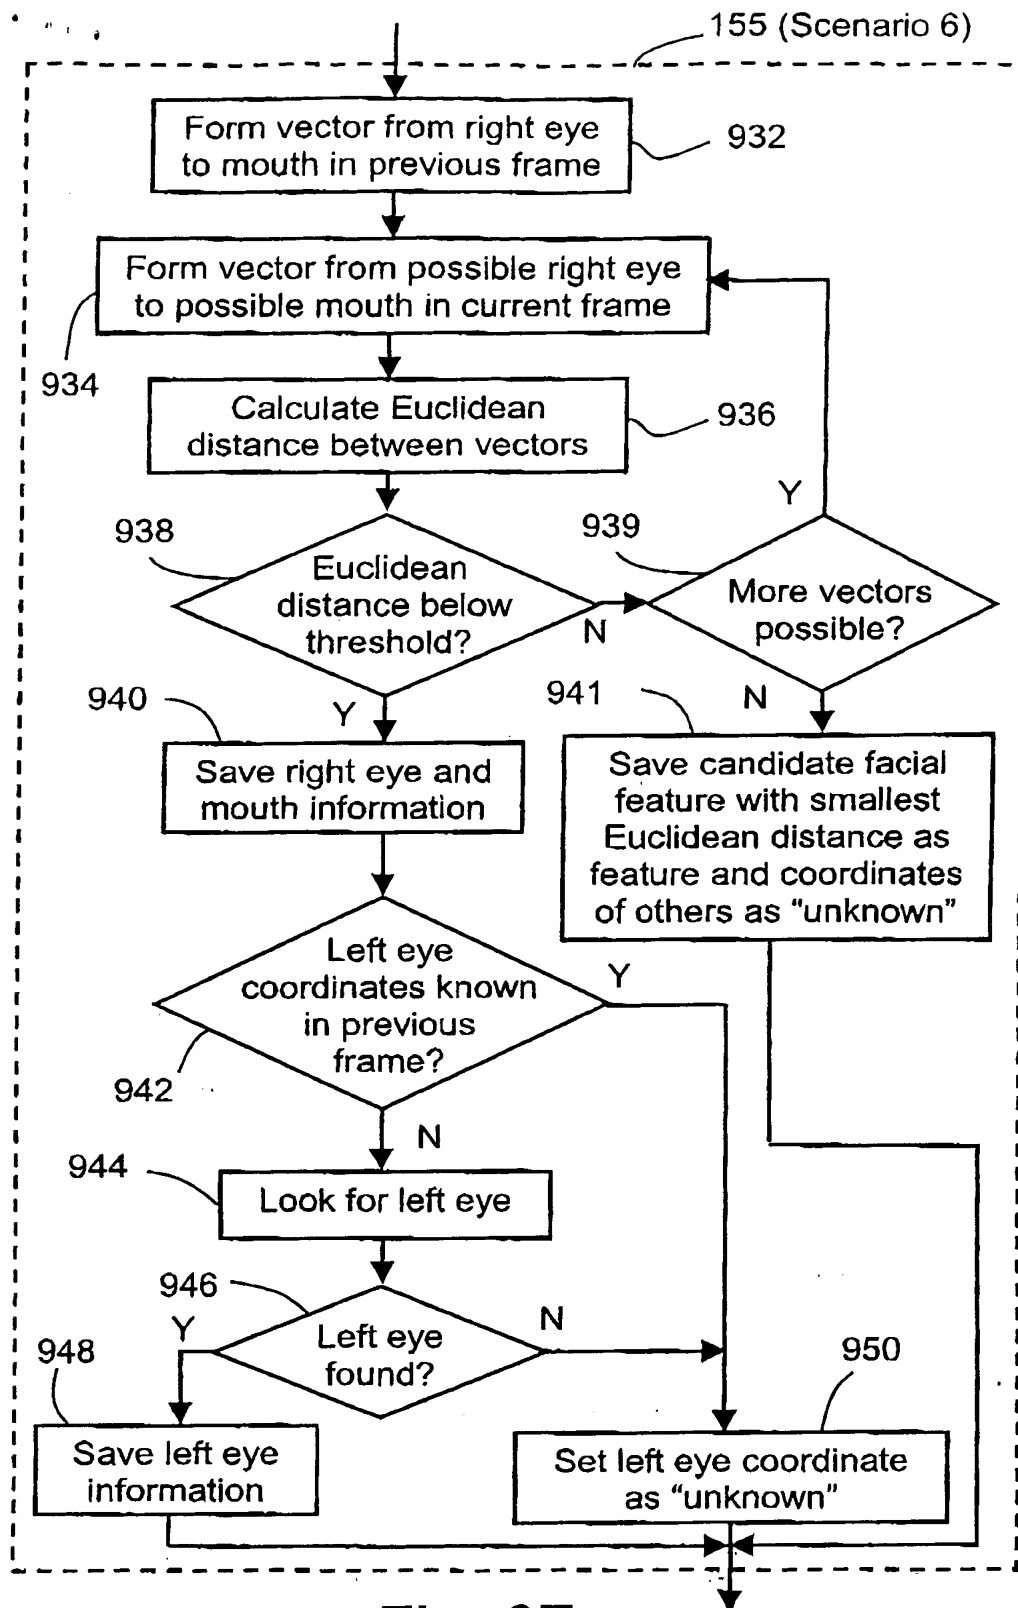 155 (Scenario 6)
Form vector from right eye
to mouth in previous frame
932
Form vector from possible right eye
to possible mouth in current frame
934
Calculate Euclidean
distance between vectors
936
938
Euclidean
distance below
threshold?
N
Y
939
More vectors
possible?
Y
N
940
Save right eye and
mouth information
941
Save candidate facial
feature with smallest
Euclidean distance as
feature and coordinates
of others as “unknown”
Left eye
coordinates known
in previous
frame?
Y
942
N
944
Look for left eye
946
Left eye
found?
Y
N
948
Save left eye
information
950
Set left eye coordinate
as “unknown”